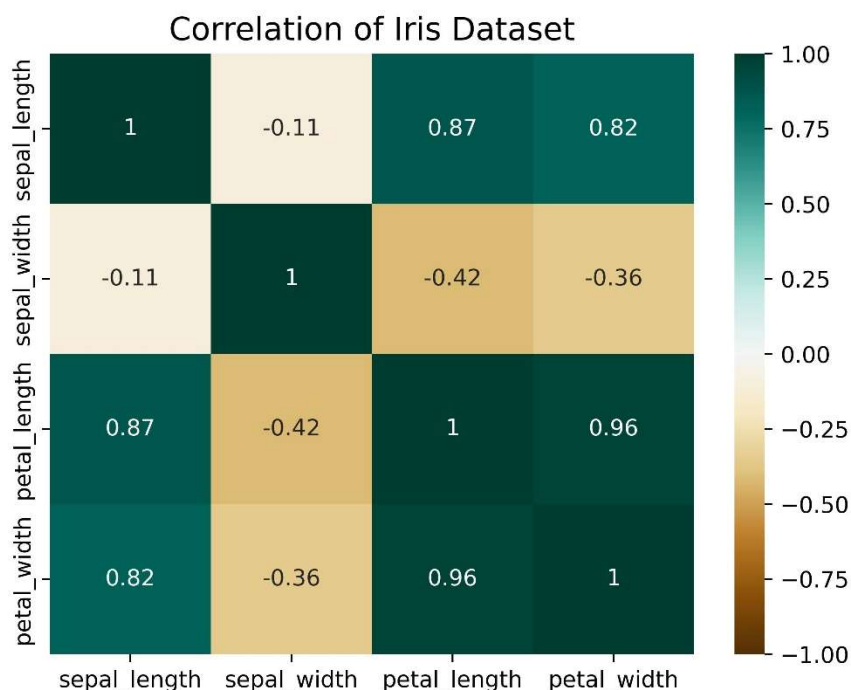 Correlation of Iris Dataset
sepal_length
1
-0.11
0.87
0.82
sepal_width
-0.11
1
-0.42
-0.36
petal_length
0.87
-0.42
1
0.96
petal_width
0.82
-0.36
0.96
1
sepal_length
sepal_width
petal_length
petal_width
1.00
0.75
0.50
0.25
0.00
−0.25
−0.50
−0.75
−1.00